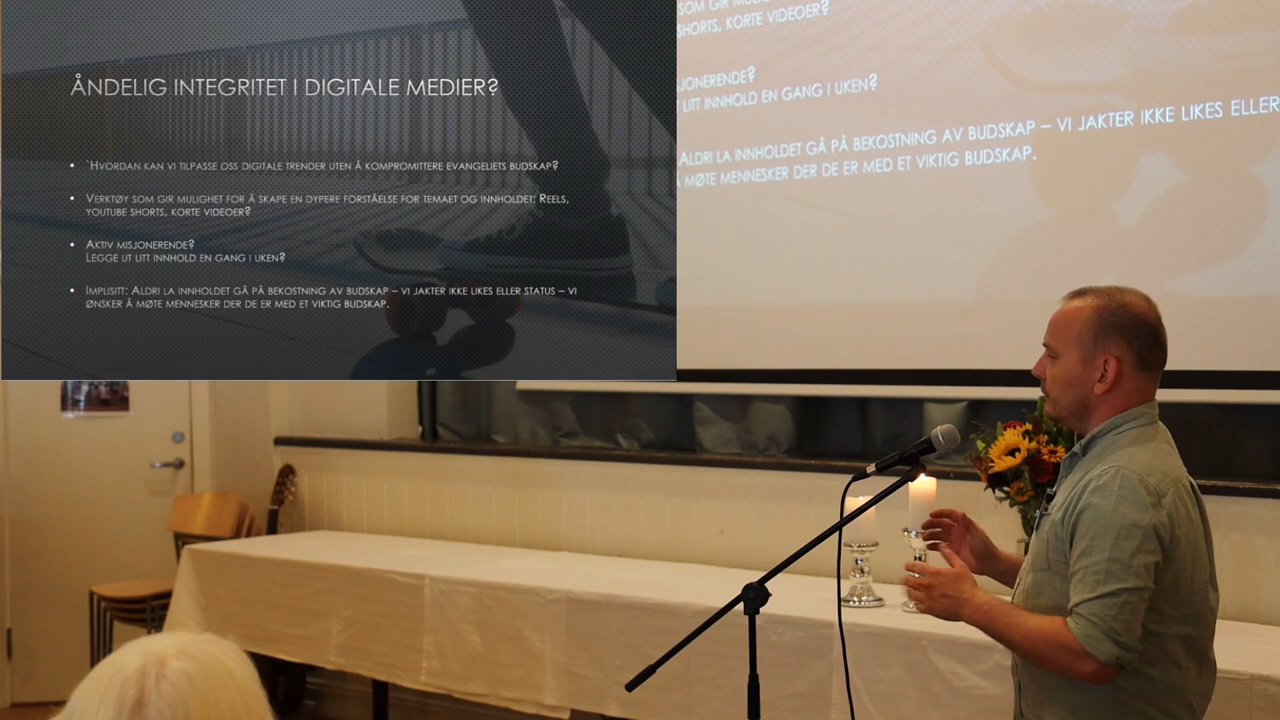 ÅNDELIG INTEGRITET I DIGITALE MEDIER?
• `HVORDAN KAN VI TILPASSE OSS DIGITALE TRENDER UTEN Å KOMPROMITTERE EVANGELIETS BUDSKAP?
• VERKTØY SOM GIR MULIGHET FOR Å SKAPE EN DYPERE FORSTÅELSE FOR TEMAET OG INNHOLDET: REELS,
YOUTUBE SHORTS, KORTE VIDEOER?
• AKTIV MISJONERENDE?
LEGGE UT LITT INNHOLD EN GANG I UKEN?
• IMPLISITT: ALDRI LA INNHOLDET GÅ PÅ BEKOSTNING AV BUDSKAP – VI JAKTER IKKE LIKES ELLER STATUS – VI
ØNSKER Å MØTE MENNESKER DER DE ER MED ET VIKTIG BUDSKAP.
SOM GIR
SHORTS, KORTE VIDEOER?
SJONERENDE?
LITT INNHOLD EN GANG I UKEN?
ALDRI LA INNHOLDET GÅ PÅ BEKOSTNING AV BUDSKAP – VI JAKTER IKKE LIKES ELLER
Å MØTE MENNESKER DER DE ER MED ET VIKTIG BUDSKAP.